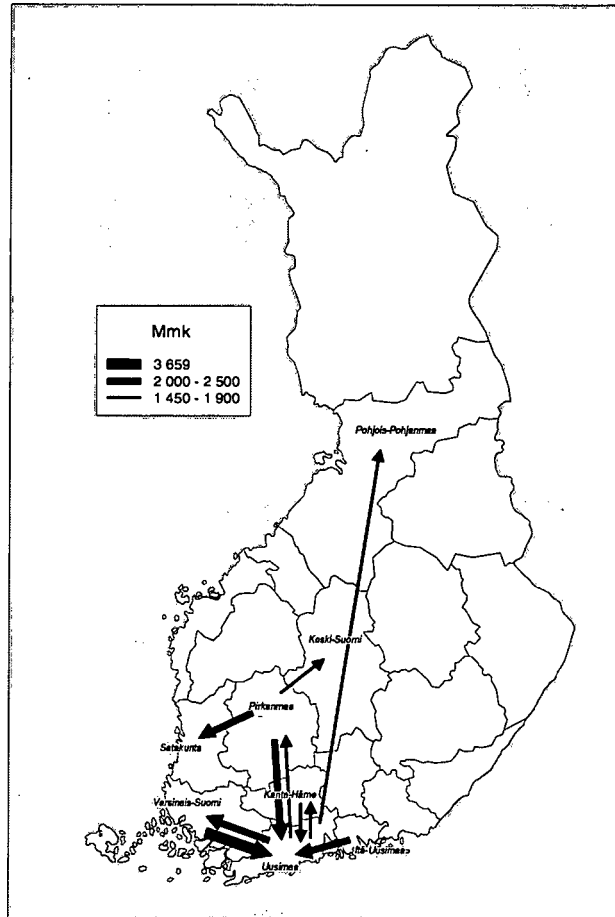 Mmk
3 659
2 000 - 2 500
1 450 - 1 900
Pohjois-Pohjanmaa
Keski-Suomi
Pirkanmaa
Satakunta
Kanta-Häme
Varsinais-Suomi
Itä-Uusimaa
Uusimaa